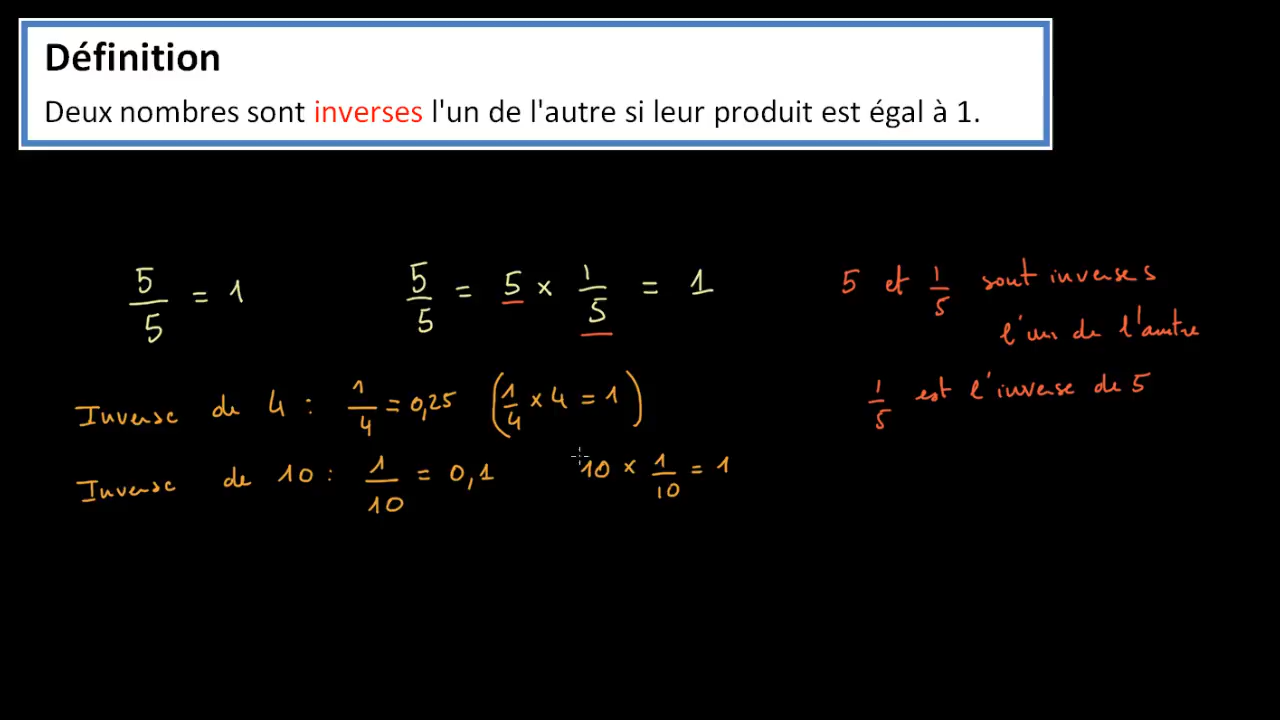 Définition
Deux nombres sont inverses l'un de l'autre si leur produit est égal à 1.
5/5 = 1
5/5 = 5 × 1/5 = 1
5 et 1/5 sont inverses
l'un de l'autre
1/5 est l'inverse de 5
Inverse de 4 : 1/4 = 0,25 (1/4 × 4 = 1)
Inverse de 10 : 1/10 = 0,1 10 × 1/10 = 1